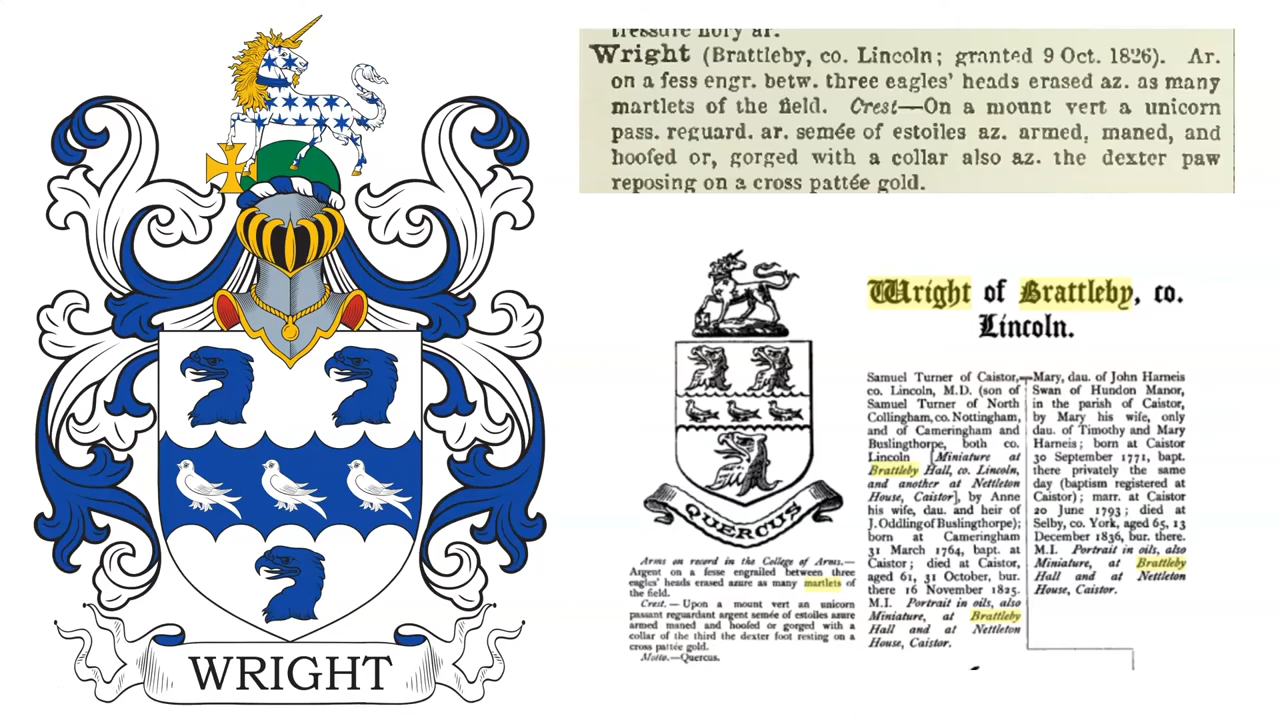 tressure flory ar.
Wright (Brattleby, co. Lincoln; granted 9 Oct. 1826). Ar.
on a fess engr. betw. three eagles' heads erased az. as many
martlets of the field. Crest—On a mount vert a unicorn
pass. reguard. ar. semée of estoiles az. armed, maned, and
hoofed or, gorged with a collar also az. the dexter paw
reposing on a cross pattée gold.
WRIGHT
QUERCUS
Arms on record in the College of Arms.—
Argent on a fesse engrailed between three
eagles' heads erased azure as many martlets of
the field.
Crest.—Upon a mount vert an unicorn
passant reguardant argent semée of estoiles azure
armed maned and hoofed or gorged with a
collar of the third the dexter foot resting on a
cross pattée gold.
Motto.—Quercus.
Wright of Brattleby, co.
Lincoln.
Samuel Turner of Caistor,
co. Lincoln, M.D. (son of
Samuel Turner of North
Collingham, co. Nottingham,
and of Cameringham and
Buslingthorpe, both co.
Lincoln [Miniature at
Brattleby Hall, co. Lincoln,
and another at Nettleton
House, Caistor], by Anne
his wife, dau. and heir of
J. Oddling of Buslingthorpe);
born at Cameringham
31 March 1764, bapt. at
Caistor; died at Caistor,
aged 61, 31 October, bur.
there 16 November 1825.
M.I. Portrait in oils, also
Miniature, at Brattleby
Hall and at Nettleton
House, Caistor.
Mary, dau. of John Harneis
Swan of Hundon Manor,
in the parish of Caistor,
by Mary his wife, only
dau. of Timothy and Mary
Harneis; born at Caistor
30 September 1771, bapt.
there privately the same
day (baptism registered at
Caistor); marr. at Caistor
20 June 1793; died at
Selby, co. York, aged 65, 13
December 1836, bur. there.
M.I. Portrait in oils, also
Miniature, at Brattleby
Hall and at Nettleton
House, Caistor.